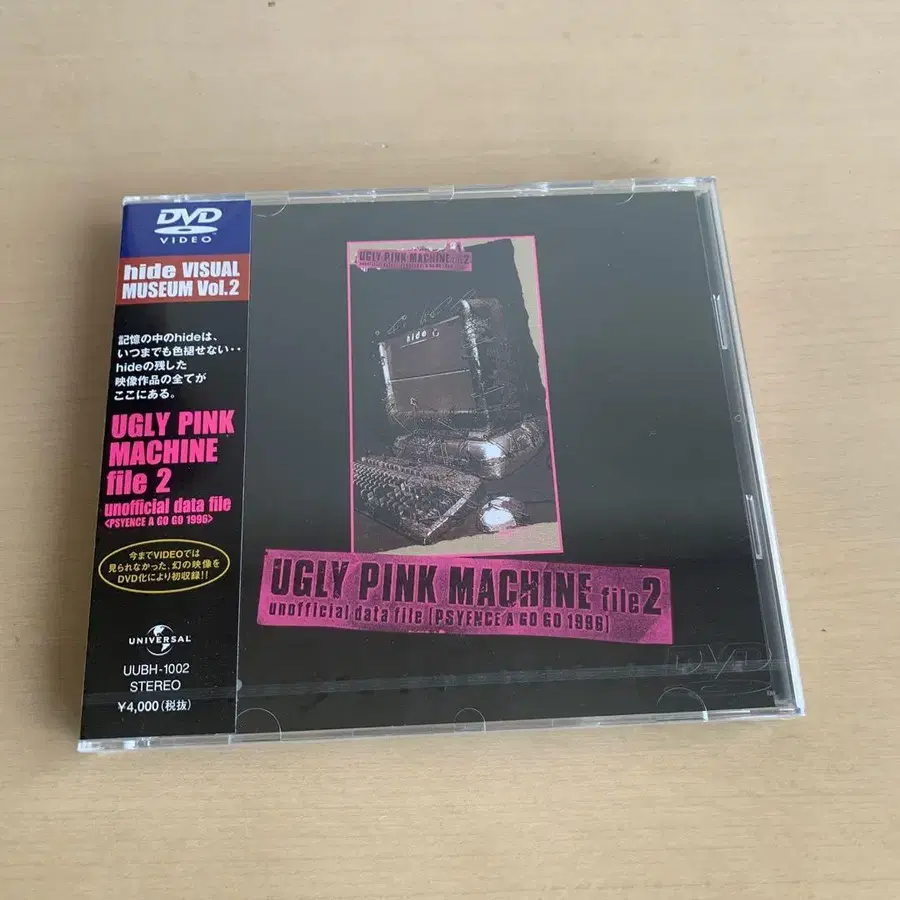 DVD
VIDEO
hide VISUAL
MUSEUM Vol.2
記憶の中のhideは、
いつまでも色褪せない‥
hideの残した
映像作品の全てが
ここにある。
UGLY PINK
MACHINE
file 2
unofficial data file
<PSYENCE A GO GO 1996>
今までVIDEOでは
見られなかった、幻の映像を
DVD化により初収録!!
UNIVERSAL
UUBH-1002
STEREO
¥4,000(税抜)
UGLY PINK MACHINE file2
hide
UGLY PINK MACHINE file2
unofficial data file [PSYENCE A GO GO 1996]
DVD